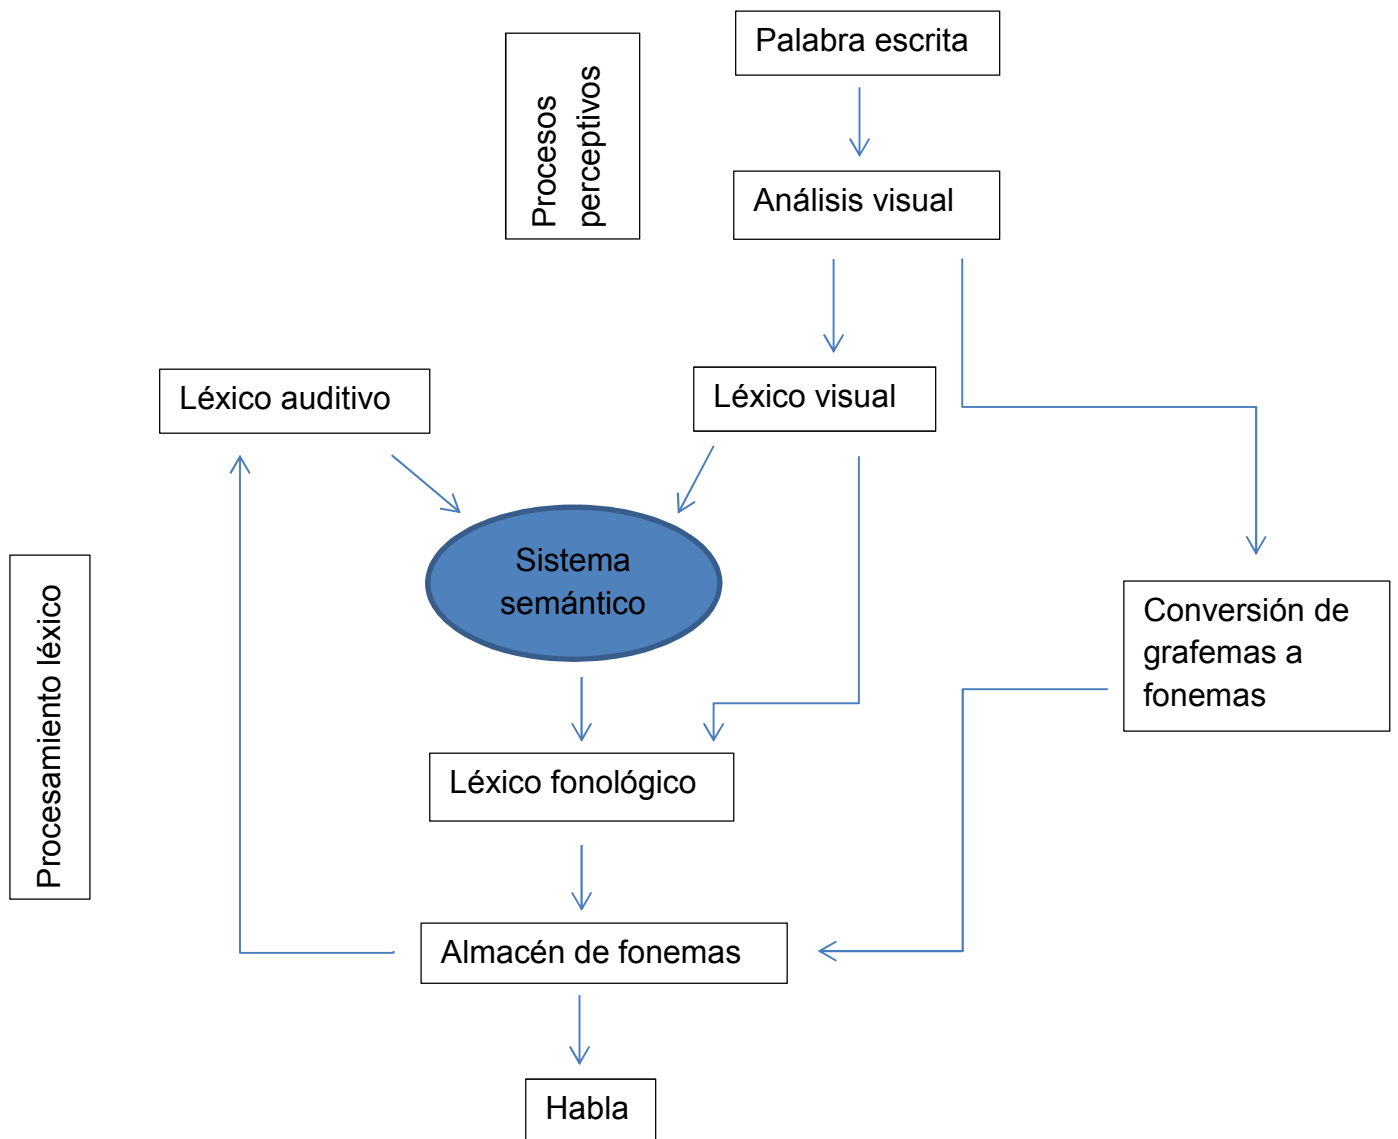 Palabra escrita
Procesos
perceptivos
Análisis visual
Léxico auditivo
Léxico visual
Sistema
semántico
Procesamiento léxico
Conversión de
grafemas a
fonemas
Léxico fonológico
Almacén de fonemas
Habla